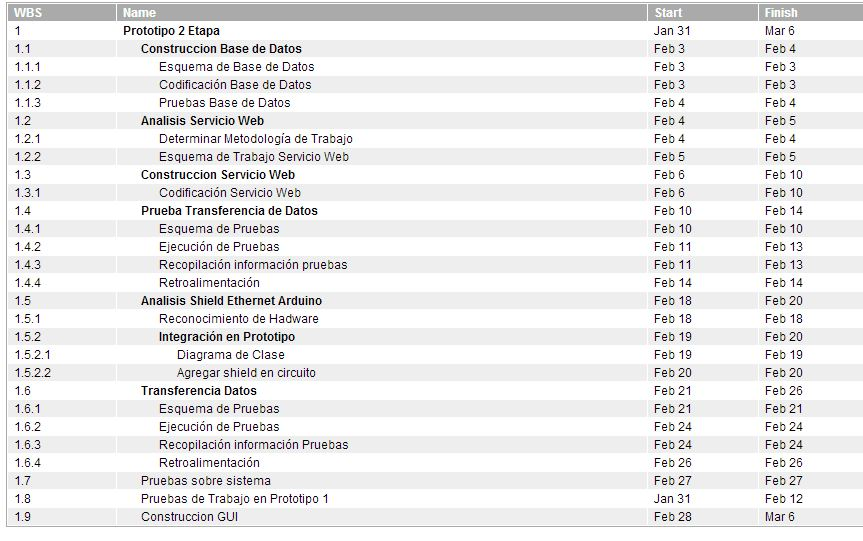 WBS Name Start Finish
1 Prototipo 2 Etapa Jan 31 Mar 6
1.1 Construccion Base de Datos Feb 3 Feb 4
1.1.1 Esquema de Base de Datos Feb 3 Feb 3
1.1.2 Codificación Base de Datos Feb 3 Feb 3
1.1.3 Pruebas Base de Datos Feb 4 Feb 4
1.2 Analisis Servicio Web Feb 4 Feb 5
1.2.1 Determinar Metodología de Trabajo Feb 4 Feb 4
1.2.2 Esquema de Trabajo Servicio Web Feb 5 Feb 5
1.3 Construccion Servicio Web Feb 6 Feb 10
1.3.1 Codificación Servicio Web Feb 6 Feb 10
1.4 Prueba Transferencia de Datos Feb 10 Feb 14
1.4.1 Esquema de Pruebas Feb 10 Feb 10
1.4.2 Ejecución de Pruebas Feb 11 Feb 13
1.4.3 Recopilación información pruebas Feb 11 Feb 13
1.4.4 Retroalimentación Feb 14 Feb 14
1.5 Analisis Shield Ethernet Arduino Feb 18 Feb 20
1.5.1 Reconocimiento de Hadware Feb 18 Feb 18
1.5.2 Integración en Prototipo Feb 19 Feb 20
1.5.2.1 Diagrama de Clase Feb 19 Feb 19
1.5.2.2 Agregar shield en circuito Feb 20 Feb 20
1.6 Transferencia Datos Feb 21 Feb 26
1.6.1 Esquema de Pruebas Feb 21 Feb 21
1.6.2 Ejecución de Pruebas Feb 24 Feb 24
1.6.3 Recopilación información Pruebas Feb 24 Feb 24
1.6.4 Retroalimentación Feb 26 Feb 26
1.7 Pruebas sobre sistema Feb 27 Feb 27
1.8 Pruebas de Trabajo en Prototipo 1 Jan 31 Feb 12
1.9 Construccion GUI Feb 28 Mar 6